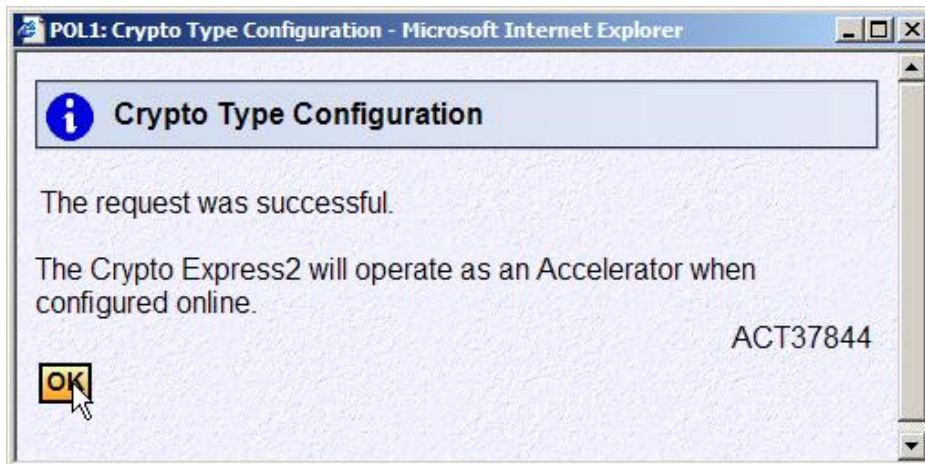 POL1: Crypto Type Configuration - Microsoft Internet Explorer
Crypto Type Configuration
The request was successful.
The Crypto Express2 will operate as an Accelerator when
configured online.
ACT37844
OK